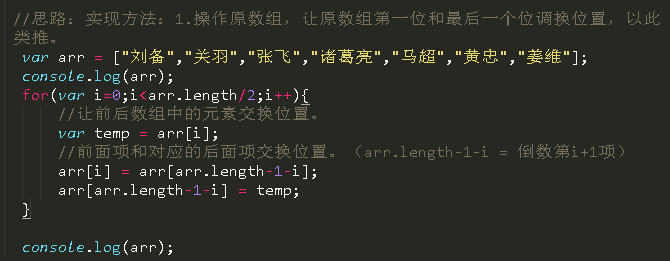 //思路：实现方法：1.操作原数组，让原数组第一位和最后一个位调换位置，以此
类推。
var arr = ["刘备","关羽","张飞","诸葛亮","马超","黄忠","姜维"];
console.log(arr);
for(var i=0;i<arr.length/2;i++){
//让前后数组中的元素交换位置。
var temp = arr[i];
//前面项和对应的后面项交换位置。（arr.length-1-i = 倒数第i+1项）
arr[i] = arr[arr.length-1-i];
arr[arr.length-1-i] = temp;
}
console.log(arr);